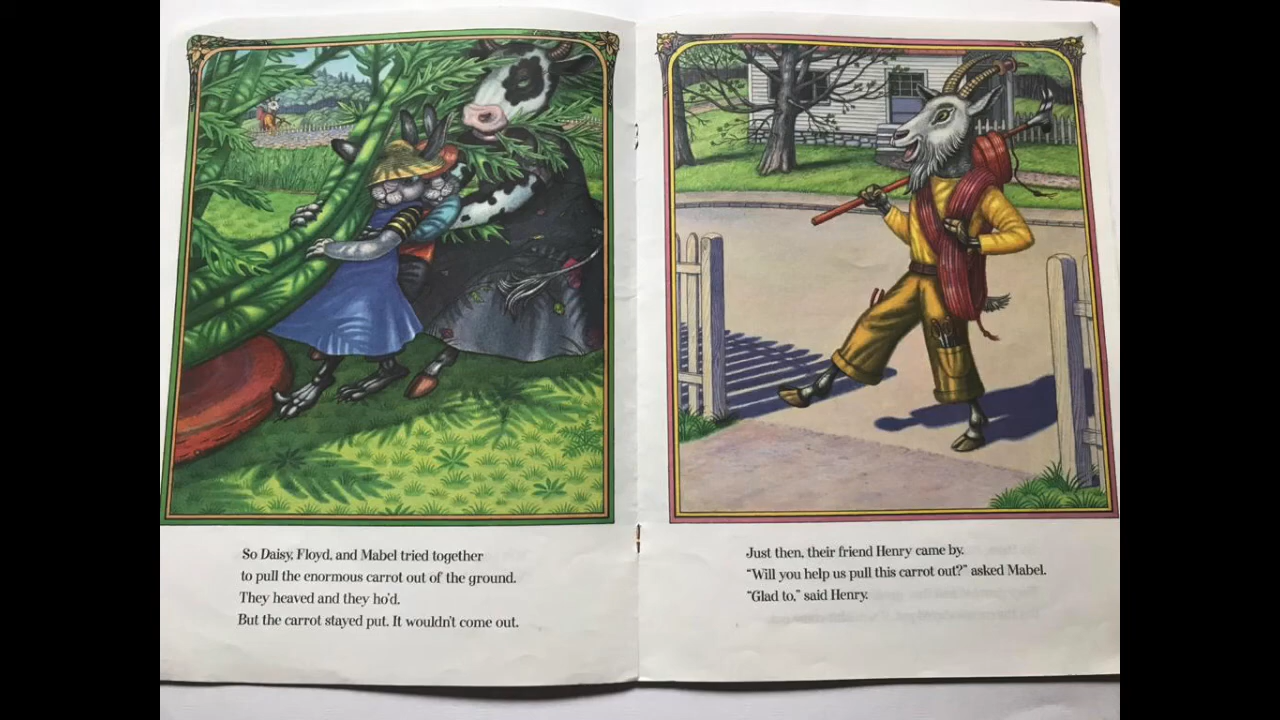 So Daisy, Floyd, and Mabel tried together
to pull the enormous carrot out of the ground.
They heaved and they ho'd.
But the carrot stayed put. It wouldn't come out.
Just then, their friend Henry came by.
“Will you help us pull this carrot out?” asked Mabel.
“Glad to,” said Henry.